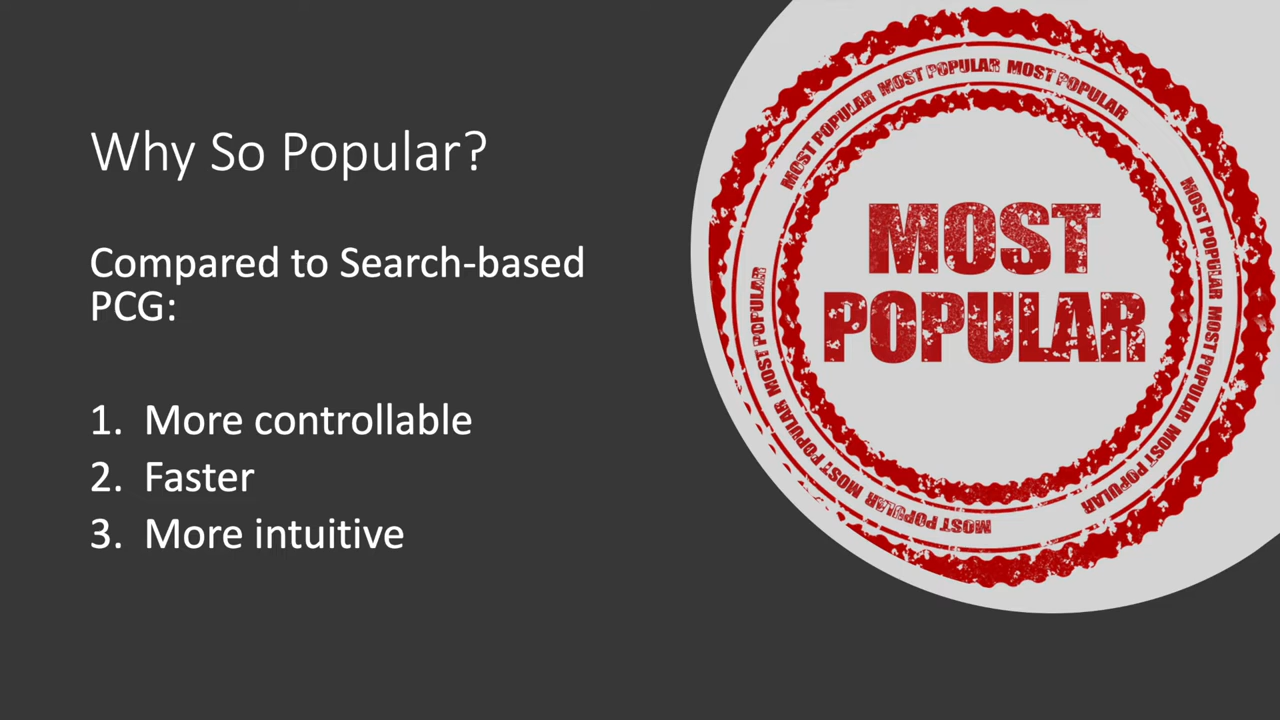 Why So Popular?
Compared to Search-based
PCG:
1. More controllable
2. Faster
3. More intuitive
MOST POPULAR MOST POPULAR MOST POPULAR
MOST POPULAR MOST POPULAR MOST POPULAR
MOST POPULAR MOST POPULAR MOST POPULAR
MOST
POPULAR